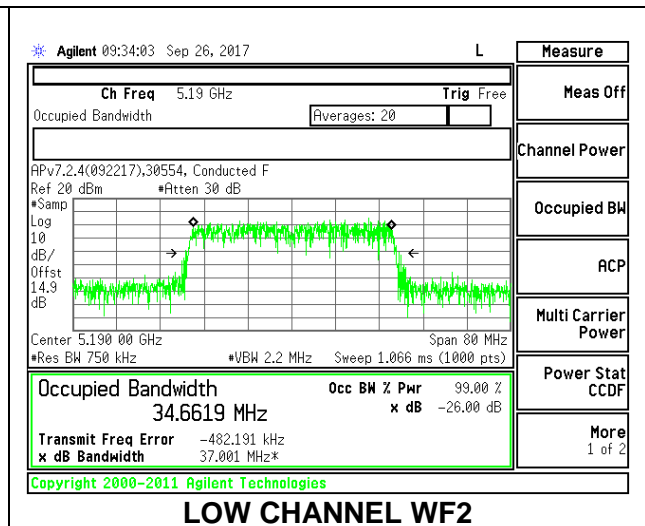 Agilent 09:34:03 Sep 26, 2017 L Measure
Ch Freq 5.19 GHz Trig Free
Meas Off
Occupied Bandwidth Averages: 20
Channel Power
APv7.2.4(092217),30554, Conducted F
Ref 20 dBm #Atten 30 dB
#Samp
Occupied BW
Log
10
dB/
ACP
Offst
14.9
dB
Multi Carrier
Power
Center 5.190 00 GHz Span 80 MHz
#Res BW 750 kHz #VBW 2.2 MHz Sweep 1.066 ms (1000 pts)
Power Stat
CCDF
Occupied Bandwidth Occ BW % Pwr 99.00 %
34.6619 MHz x dB -26.00 dB
More
1 of 2
Transmit Freq Error -482.191 kHz
x dB Bandwidth 37.001 MHz*
Copyright 2000-2011 Agilent Technologies
LOW CHANNEL WF2